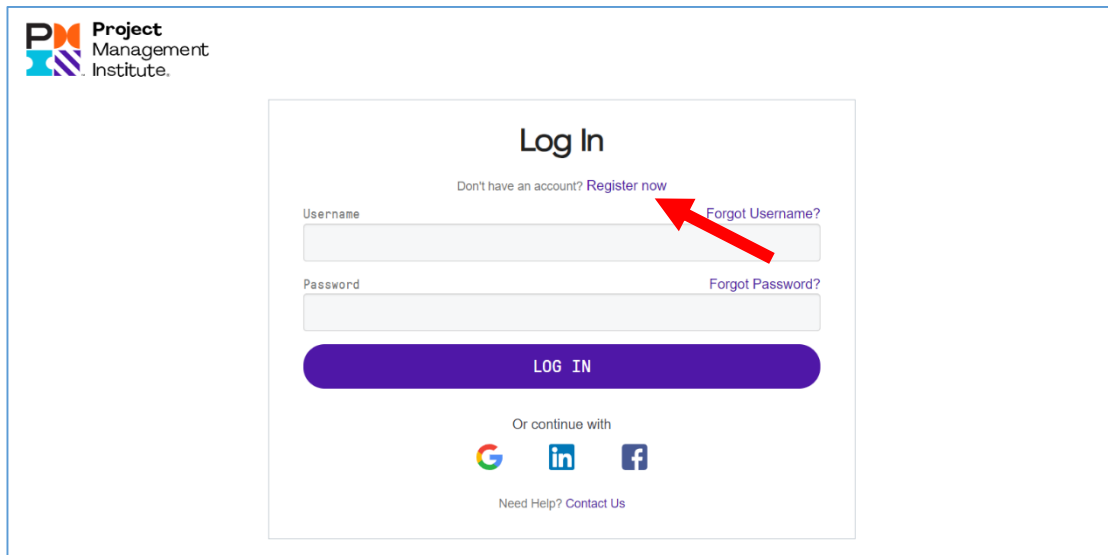 Project
Management
Institute.
Log In
Don't have an account? Register now
Username Forgot Username?
Password Forgot Password?
LOG IN
Or continue with
Need Help? Contact Us